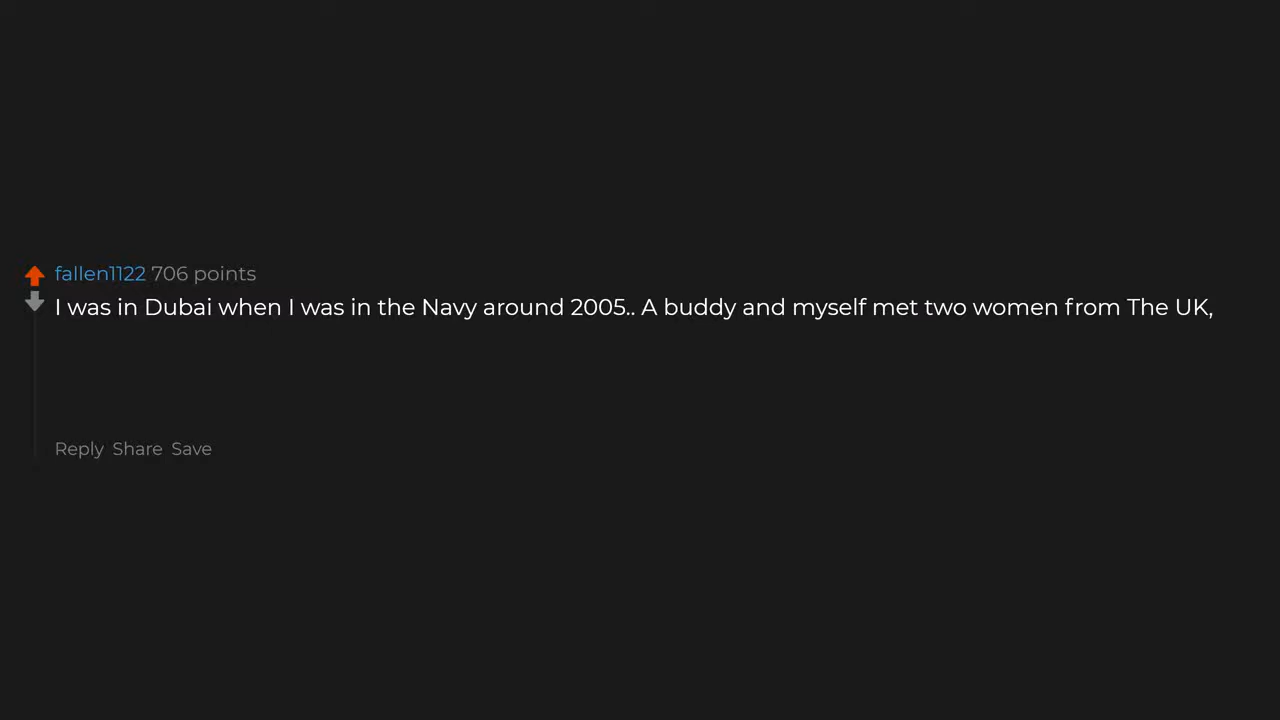 fallen1122 706 points
I was in Dubai when I was in the Navy around 2005.. A buddy and myself met two women from The UK,
Reply Share Save